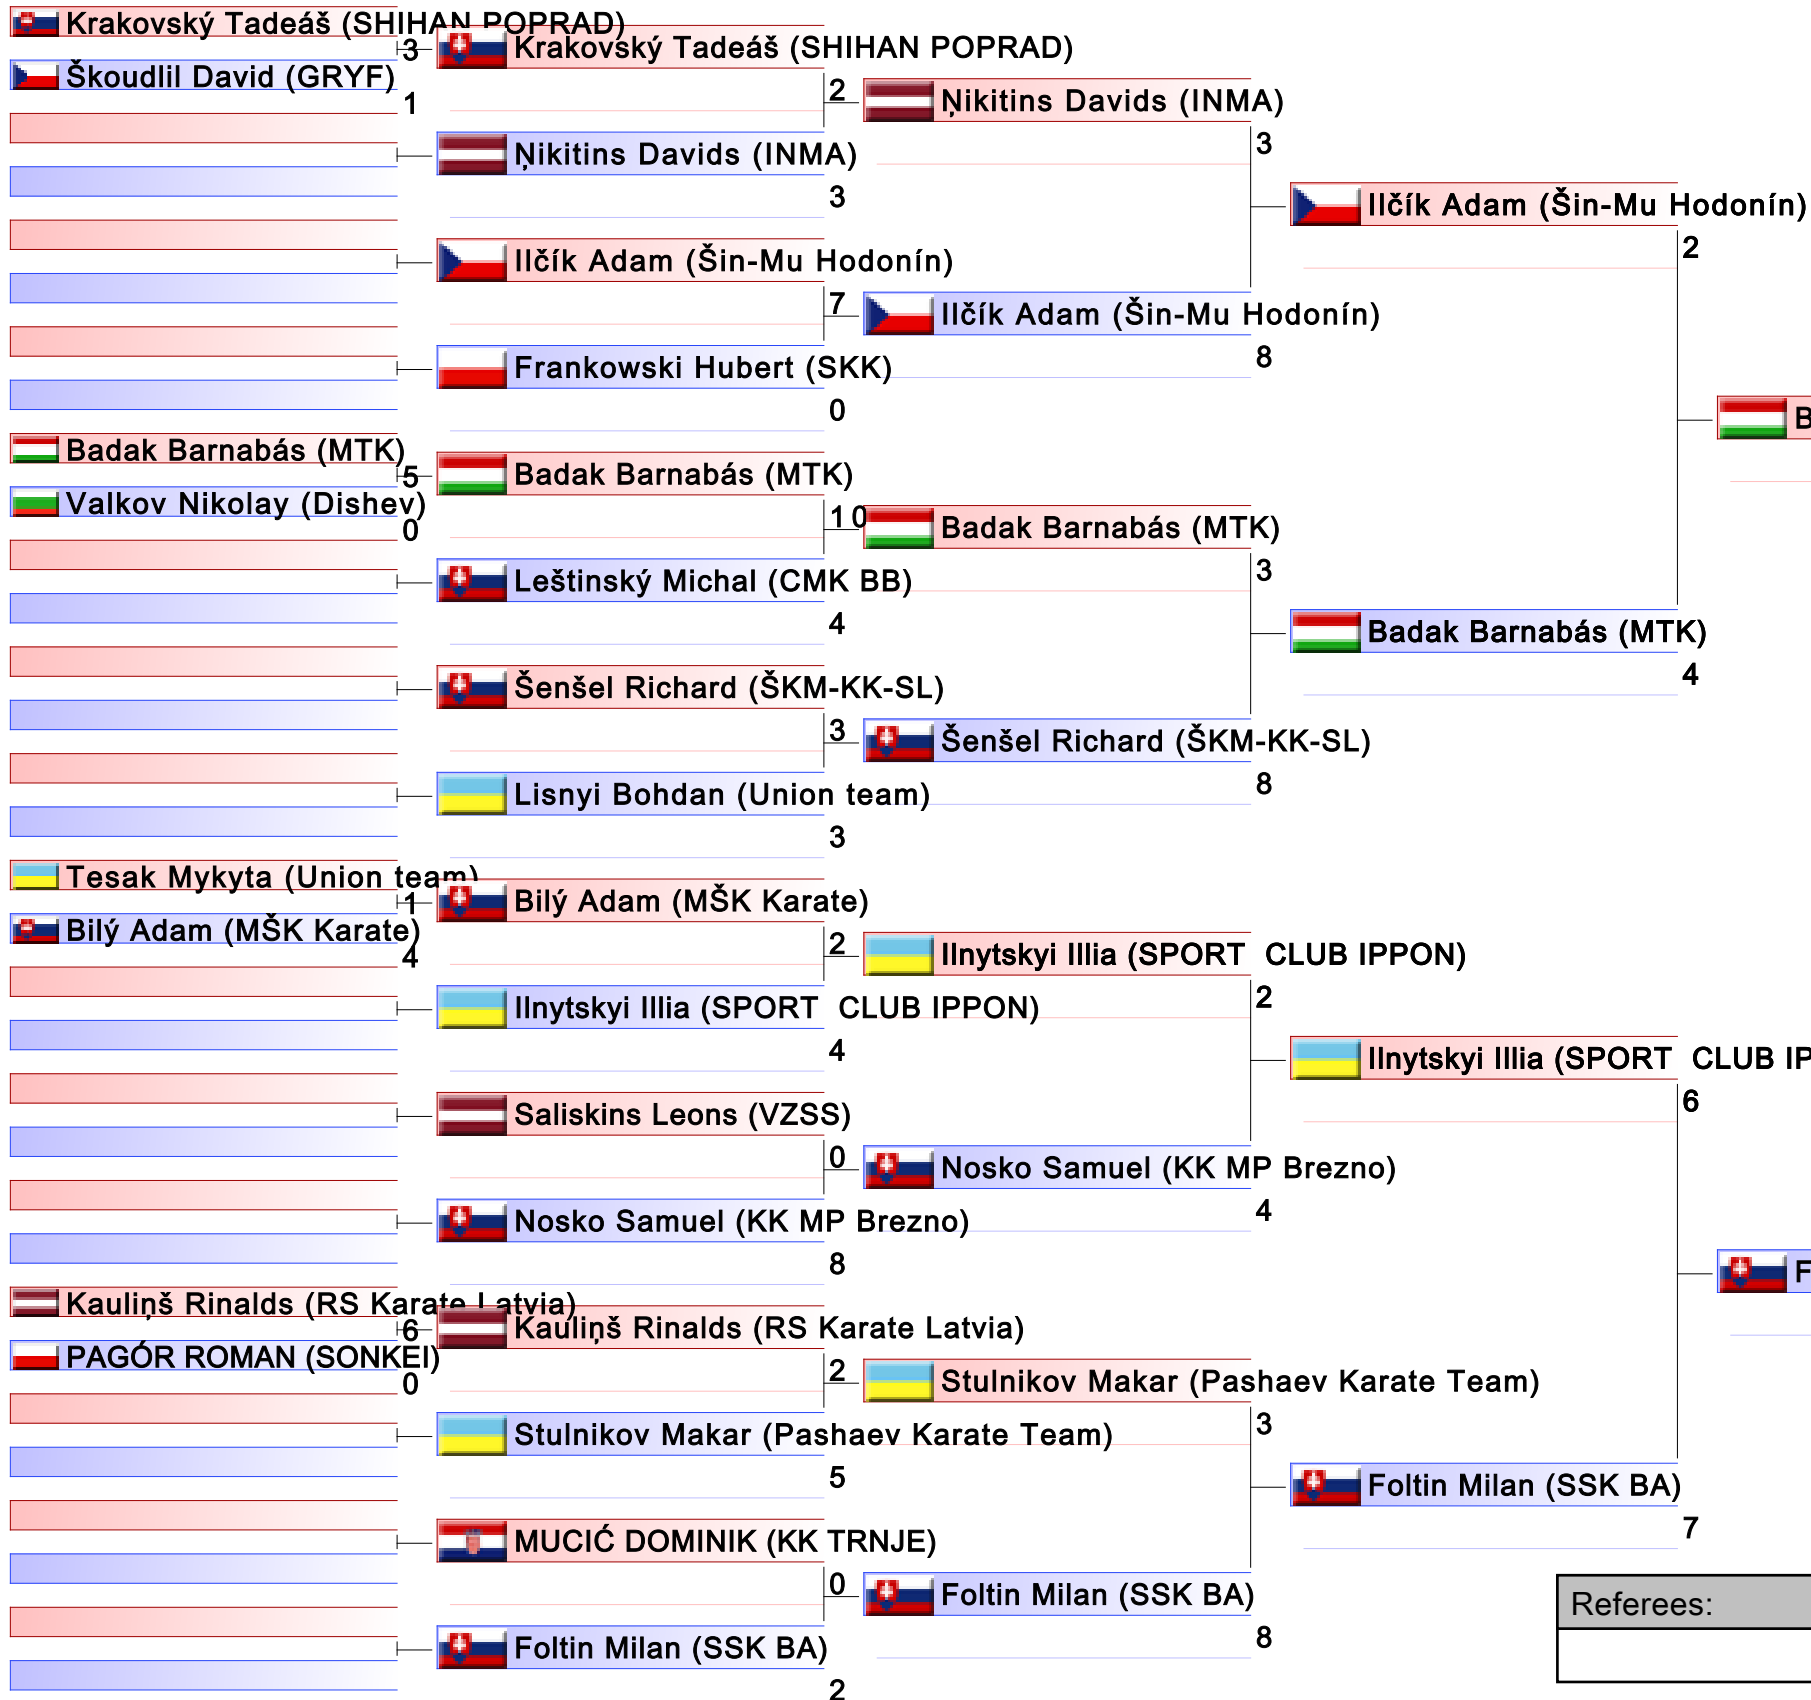 Krakovský Tadeáš (SHIHAN POPRAD)
3
Škoudlil David (GRYF)
1
Badak Barnabás (MTK)
5
Valkov Nikolay (Dishev)
0
Tesak Mykyta (Union team)
1
Bilý Adam (MŠK Karate)
4
Kauliņš Rinalds (RS Karate Latvia)
6
PAGÓR ROMAN (SONKEI)
0
Krakovský Tadeáš (SHIHAN POPRAD)
2
Ņikitins Davids (INMA)
3
Ilčík Adam (Šin-Mu Hodonín)
7
Frankowski Hubert (SKK)
0
Badak Barnabás (MTK)
10
Leštinský Michal (CMK BB)
4
Šenšel Richard (ŠKM-KK-SL)
3
Lisnyi Bohdan (Union team)
3
Bilý Adam (MŠK Karate)
2
Ilnytskyi Illia (SPORT  CLUB IPPON)
4
Saliskins Leons (VZSS)
0
Nosko Samuel (KK MP Brezno)
8
Kauliņš Rinalds (RS Karate Latvia)
2
Stulnikov Makar (Pashaev Karate Team)
5
MUCIĆ DOMINIK (KK TRNJE)
0
Foltin Milan (SSK BA)
2
Ņikitins Davids (INMA)
3
Ilčík Adam (Šin-Mu Hodonín)
8
Badak Barnabás (MTK)
3
Šenšel Richard (ŠKM-KK-SL)
8
Ilnytskyi Illia (SPORT  CLUB IPPON)
2
Nosko Samuel (KK MP Brezno)
4
Stulnikov Makar (Pashaev Karate Team)
3
Foltin Milan (SSK BA)
8
Ilčík Adam (Šin-Mu Hodonín)
2
Badak Barnabás (MTK)
4
Ilnytskyi Illia (SPORT  CLUB IP
6
Foltin Milan (SSK BA)
7
B
F
Referees: